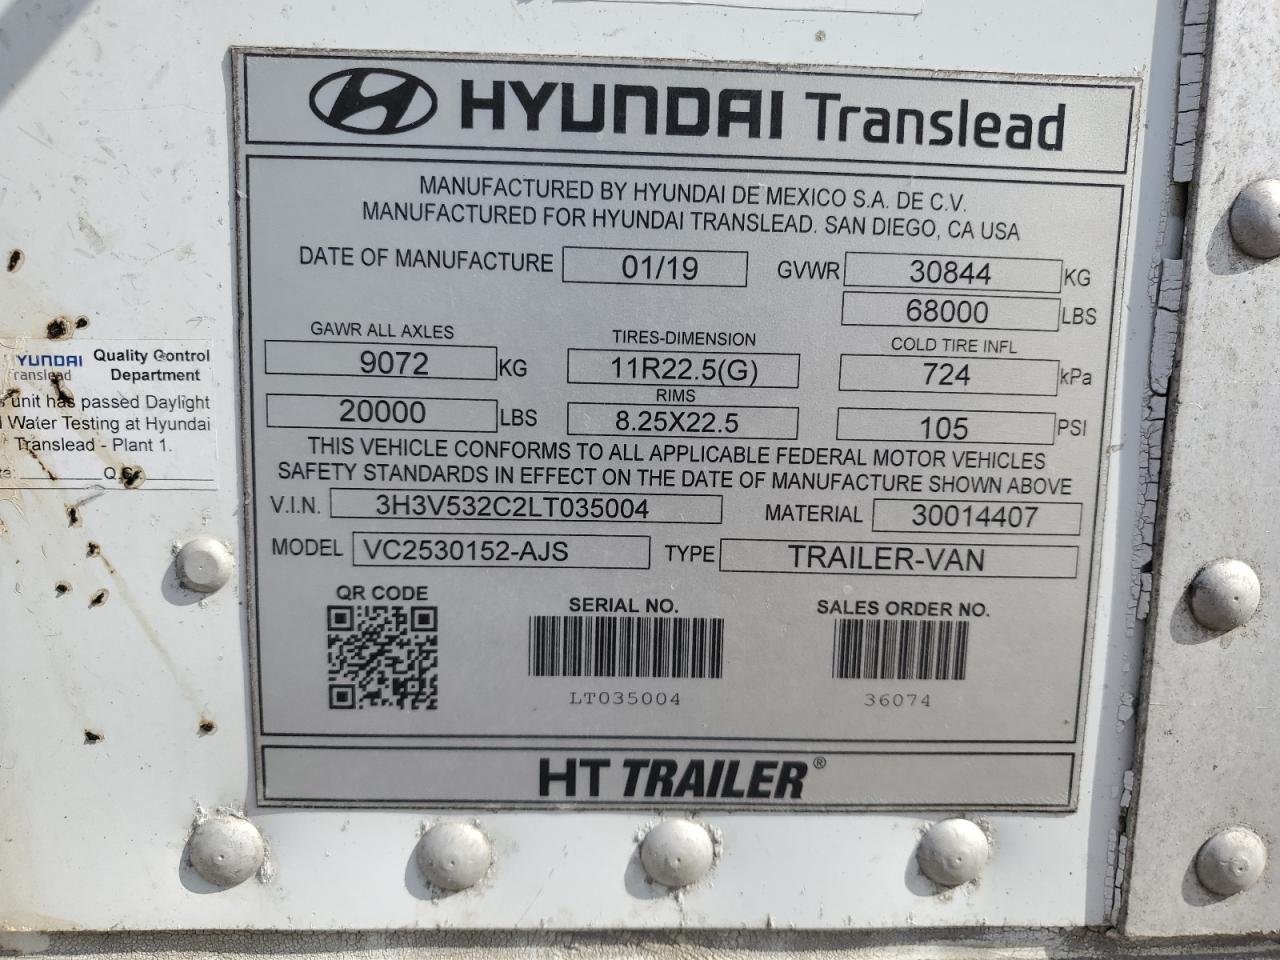 HYUNDAI Translead
MANUFACTURED BY HYUNDAI DE MEXICO S.A. DE C.V.
MANUFACTURED FOR HYUNDAI TRANSLEAD. SAN DIEGO, CA USA
DATE OF MANUFACTURE 01/19 GVWR 30844 KG
68000 LBS
GAWR ALL AXLES TIRES-DIMENSION COLD TIRE INFL
9072 KG 11R22.5(G) 724 kPa
RIMS
20000 LBS 8.25X22.5 105 PSI
THIS VEHICLE CONFORMS TO ALL APPLICABLE FEDERAL MOTOR VEHICLES
SAFETY STANDARDS IN EFFECT ON THE DATE OF MANUFACTURE SHOWN ABOVE
V.I.N. 3H3V532C2LT035004 MATERIAL 30014407
MODEL VC2530152-AJS TYPE TRAILER-VAN
QR CODE SERIAL NO. SALES ORDER NO.
LT035004 36074
HT TRAILER®
YUNDAI Quality Control
ranslead Department
unit has passed Daylight
Water Testing at Hyundai
Translead - Plant 1.